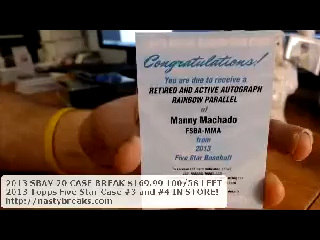 Congratulations!
You are due to receive a
RETIRED AND ACTIVE AUTOGRAPH
RAINBOW PARALLEL
of
Manny Machado
FSBA-MMA
from
2013
Five Star Baseball
2013 SBAY 20 CASE BREAK $169.99 100/58 LEFT
2013 Topps Five Star Case #3 and #4 IN STORE!
http://nastybreaks.com